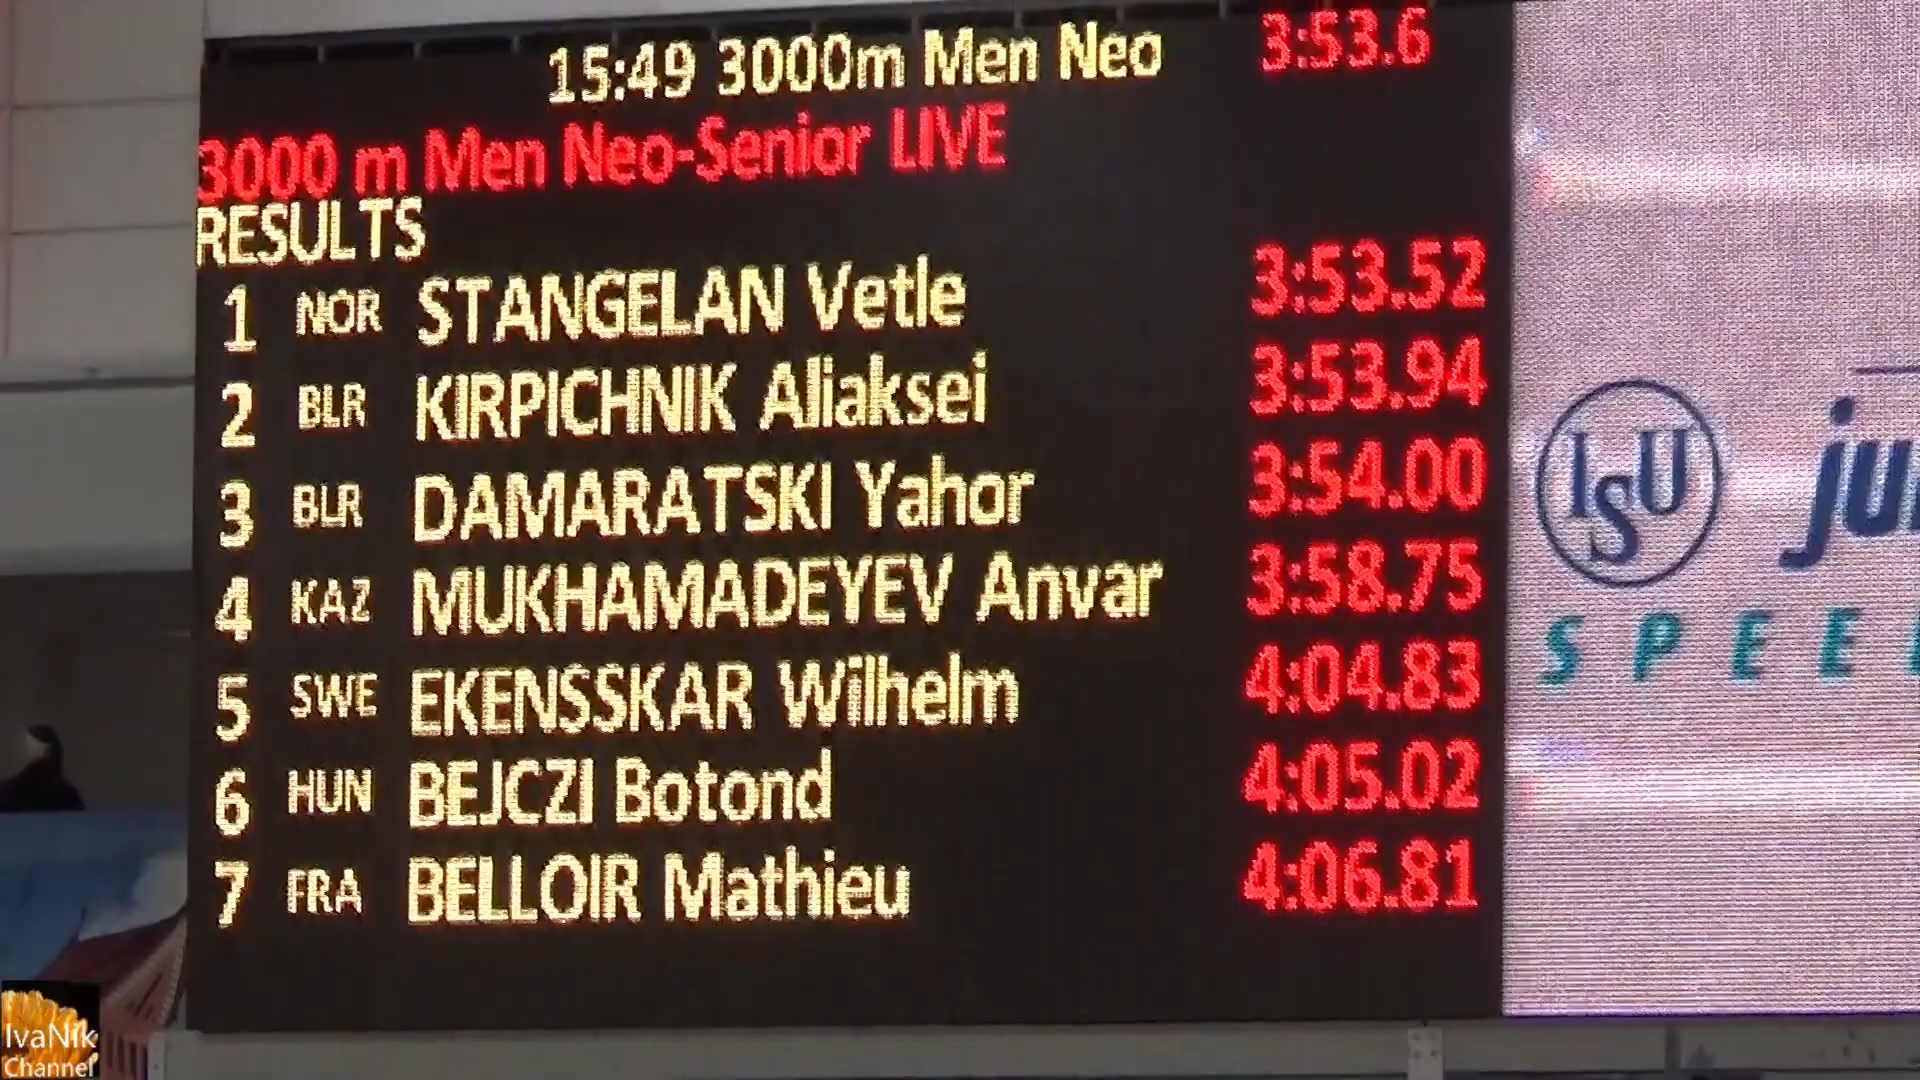 15:49 3000m Men Neo 3:53.6
3000 m Men Neo-Senior LIVE
RESULTS
1 NOR STANGELAN Vetle 3:53.52
2 BLR KIRPICHNIK Aliaksei 3:53.94
3 BLR DAMARATSKI Yahor 3:54.00
4 KAZ MUKHAMADEYEV Anvar 3:58.75
5 SWE EKENSSKAR Wilhelm 4:04.83
6 HUN BEJCZI Botond 4:05.02
7 FRA BELLOIR Mathieu 4:06.81
ISU
IvaNik
Channel